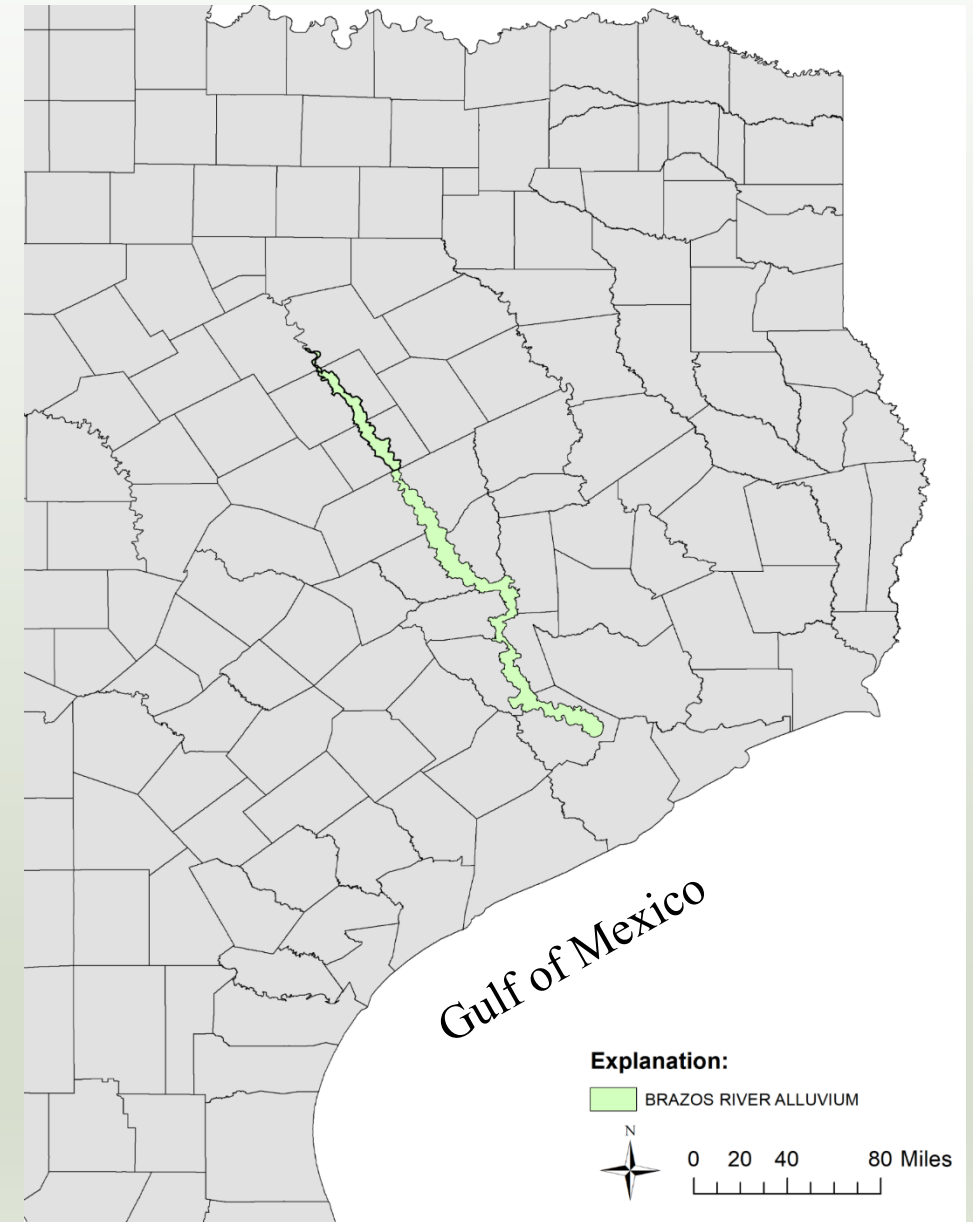 Gulf of Mexico
Explanation:
BRAZOS RIVER ALLUVIUM
N
0 20 40 80 Miles